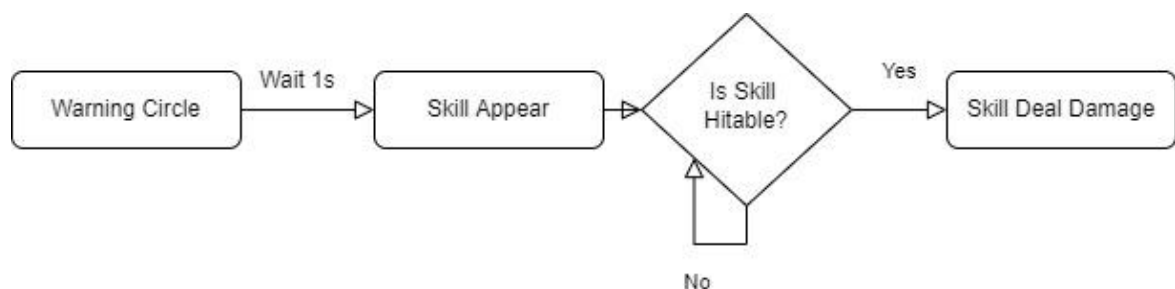 Warning Circle
Wait 1s
Skill Appear
Is Skill
Hitable?
Yes
Skill Deal Damage
No